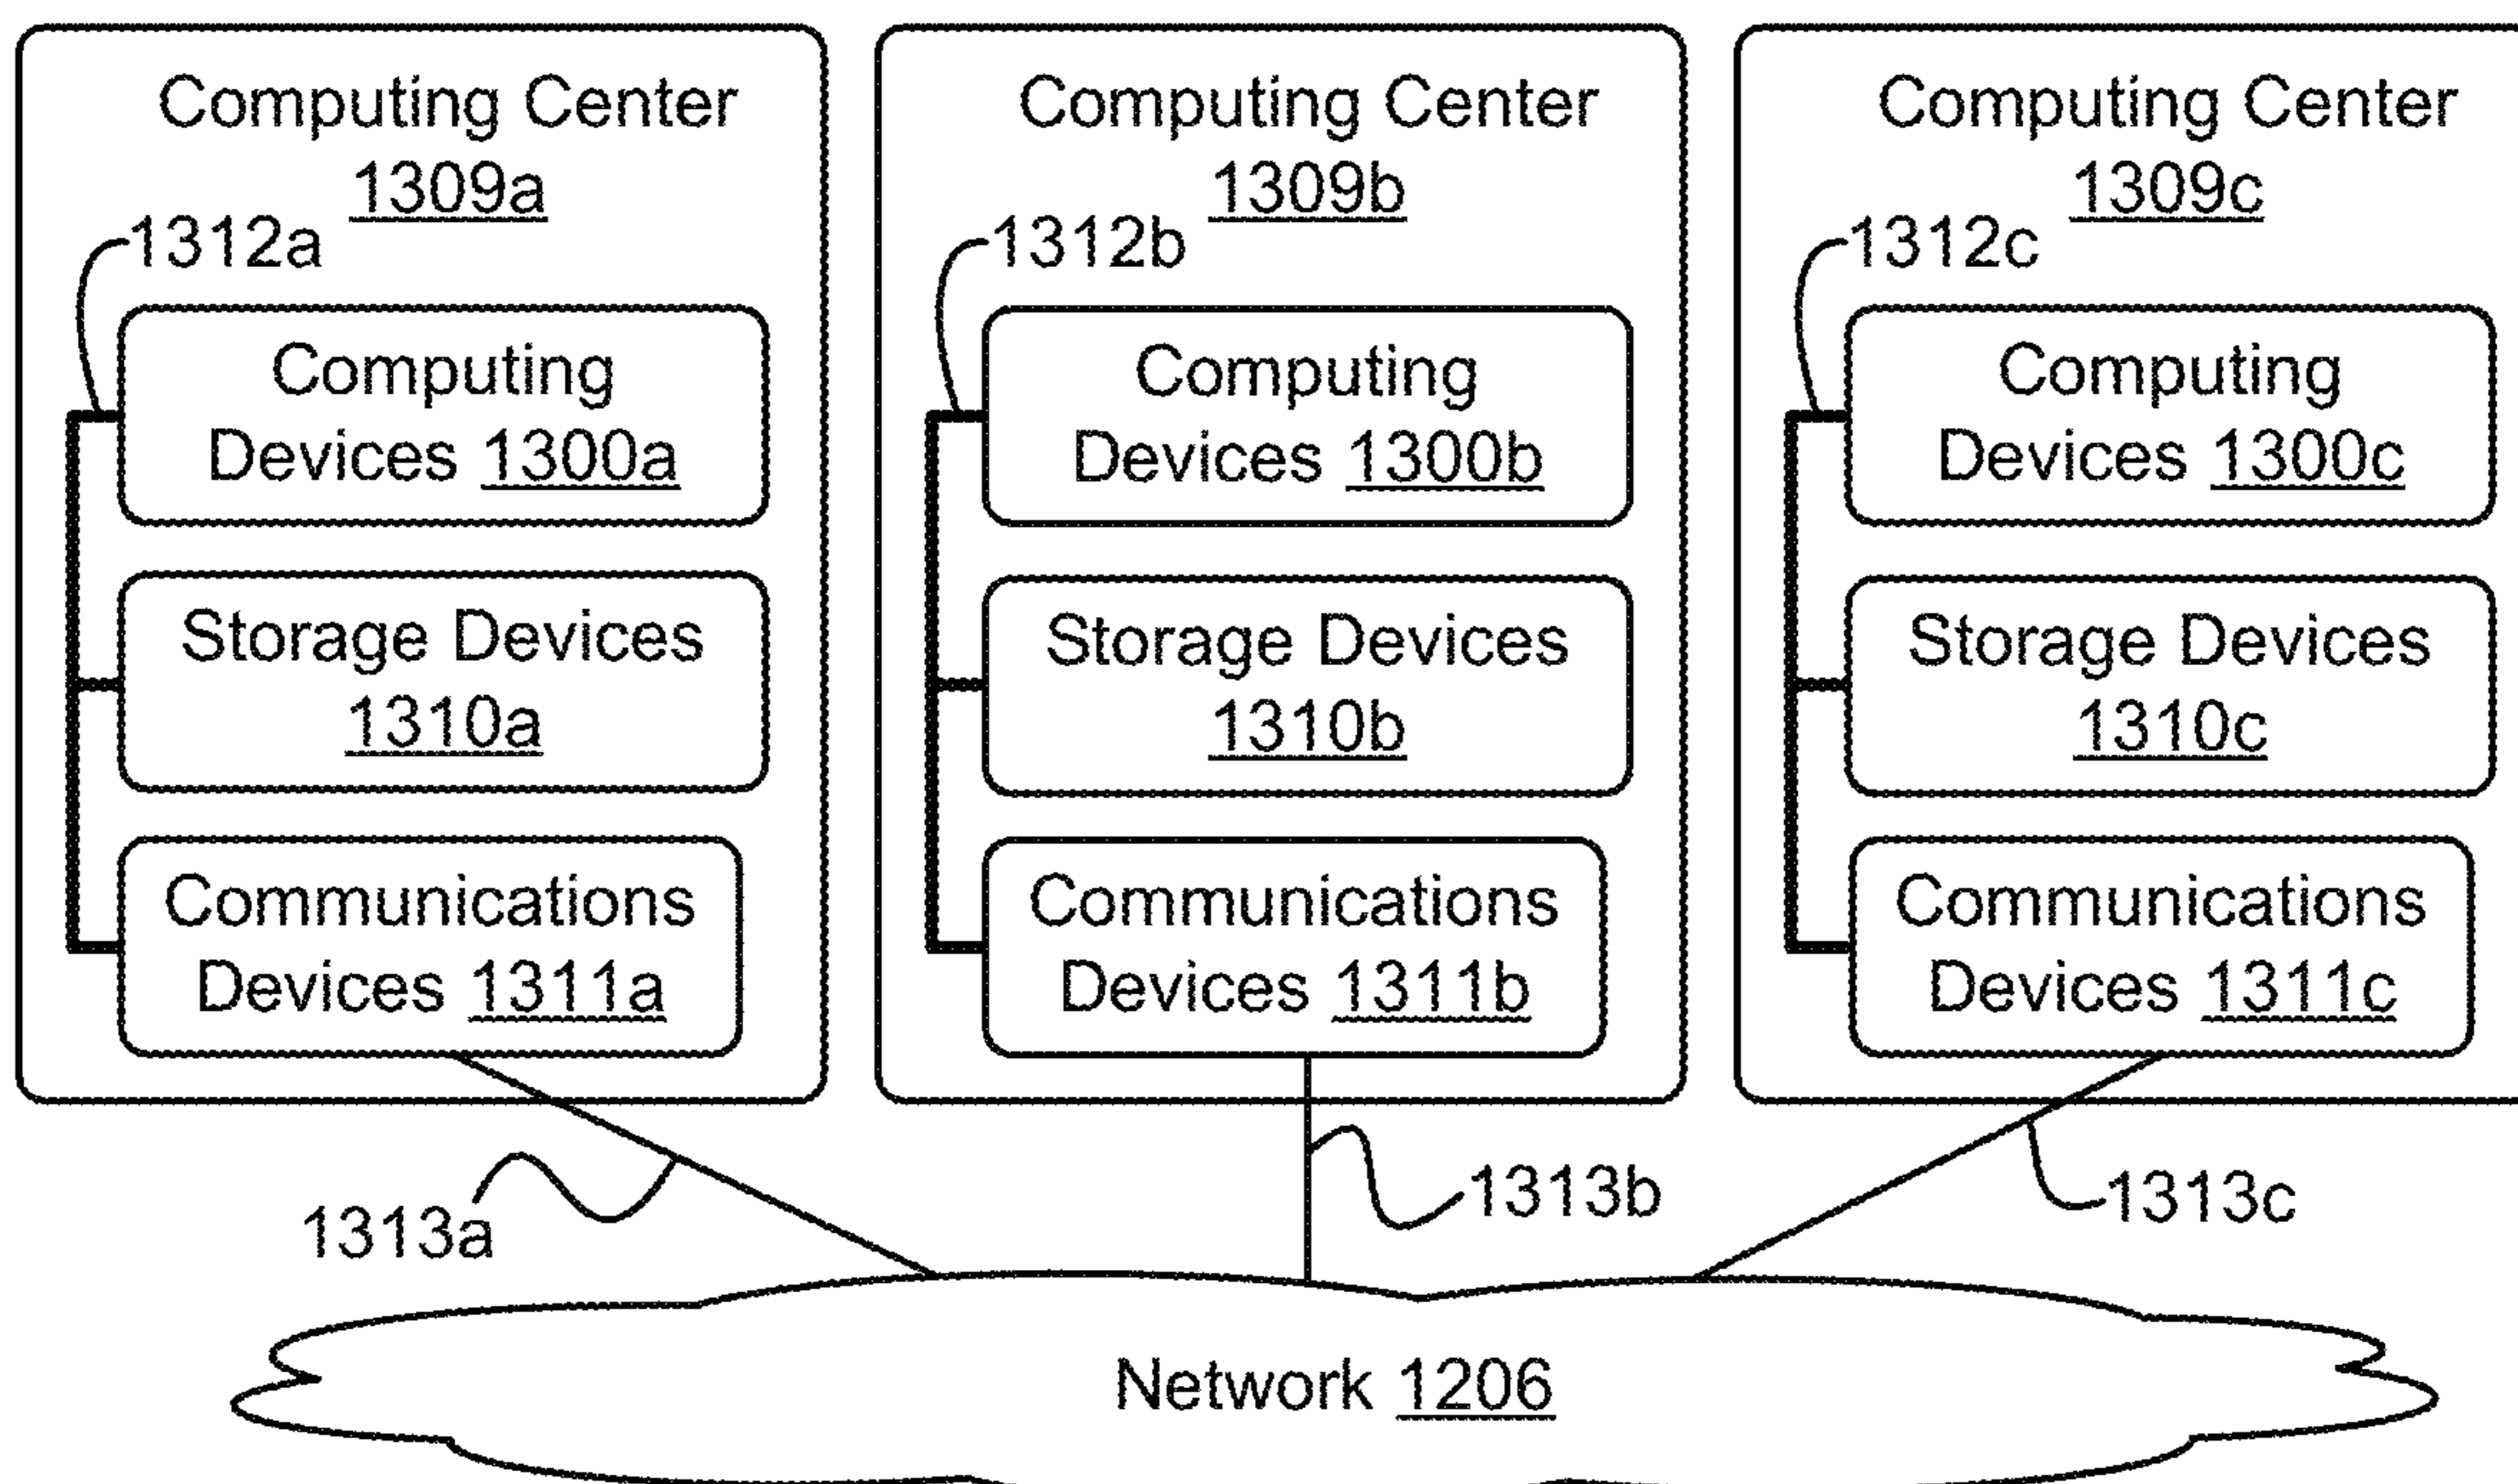 Computing Center
1309a
1312a
Computing
Devices 1300a
Storage Devices
1310a
Communications
Devices 1311a
Computing Center
1309b
1312b
Computing
Devices 1300b
Storage Devices
1310b
Communications
Devices 1311b
Computing Center
1309c
1312c
Computing
Devices 1300c
Storage Devices
1310c
Communications
Devices 1311c
1313a
1313b
1313c
Network 1206